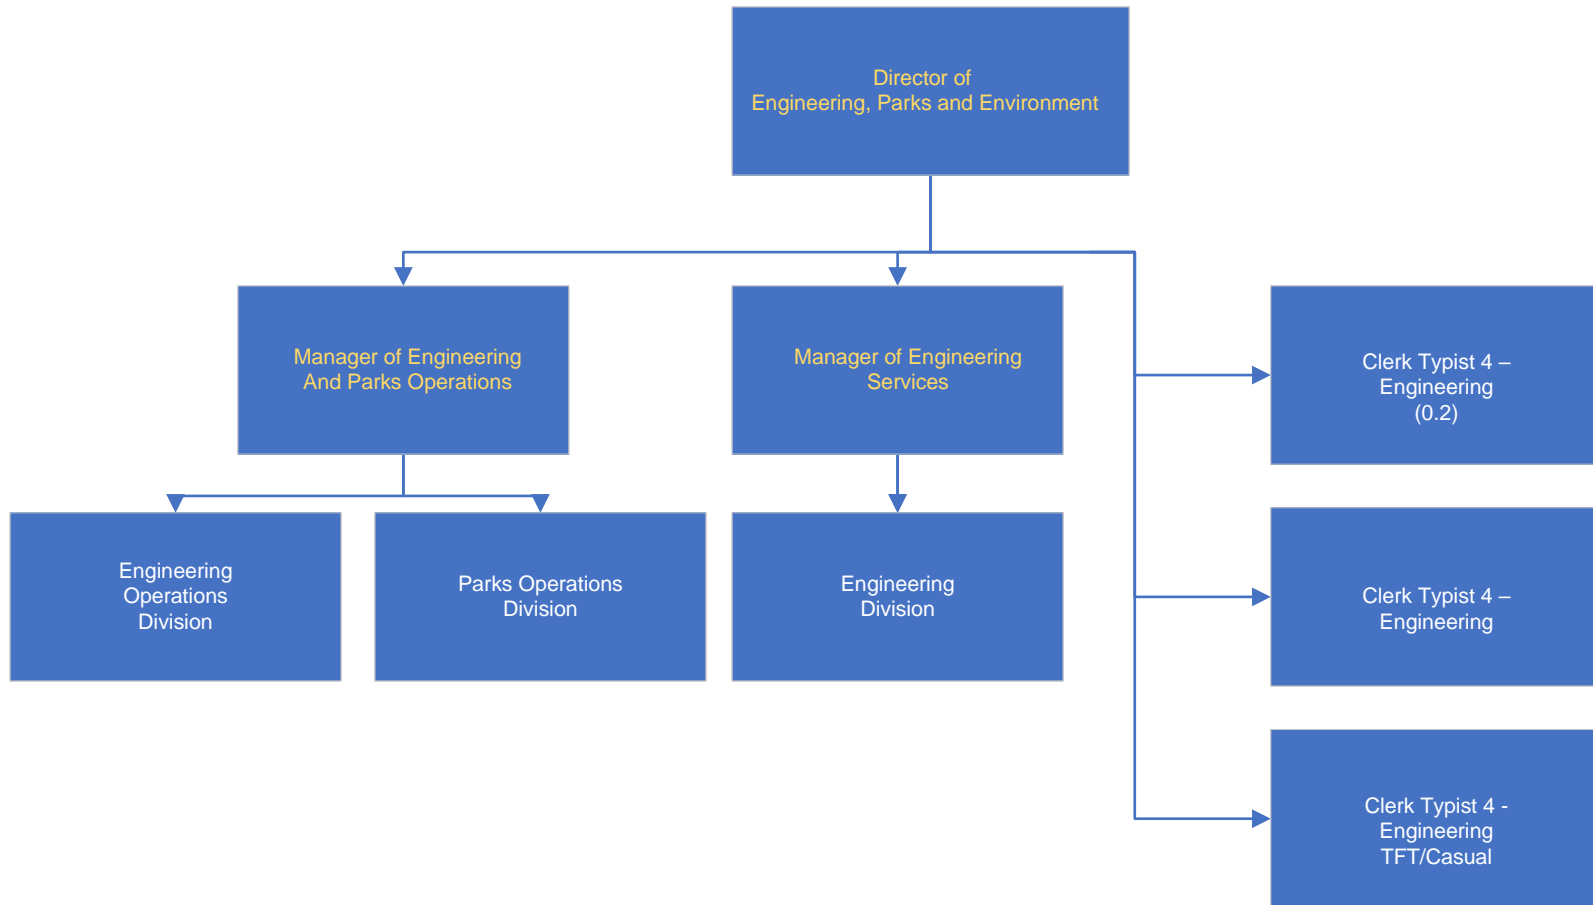 Director of
Engineering, Parks and Environment
Manager of Engineering
And Parks Operations
Manager of Engineering
Services
Clerk Typist 4 –
Engineering
(0.2)
Engineering
Operations
Division
Parks Operations
Division
Engineering
Division
Clerk Typist 4 –
Engineering
Clerk Typist 4 -
Engineering
TFT/Casual